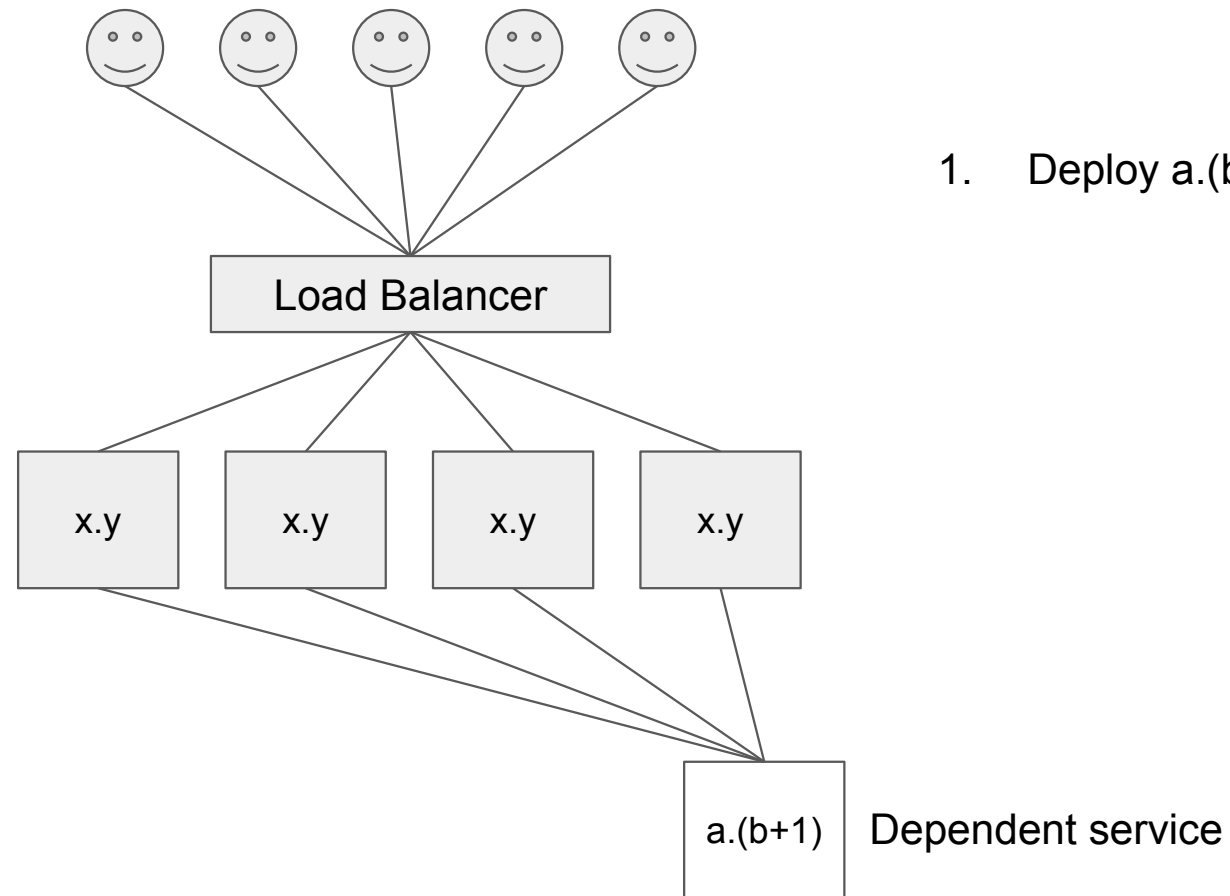 1. Deploy a.(b
Load Balancer
x.y x.y x.y x.y
a.(b+1) Dependent service